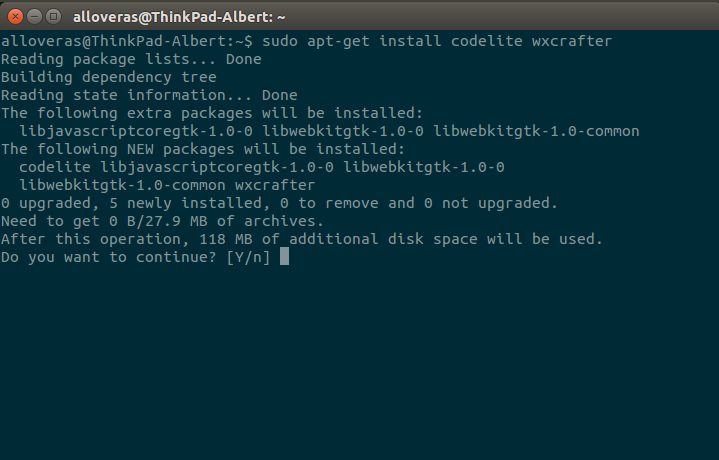 alloveras@ThinkPad-Albert: ~
alloveras@ThinkPad-Albert:~$ sudo apt-get install codelite wxcrafter
Reading package lists... Done
Building dependency tree
Reading state information... Done
The following extra packages will be installed:
  libjavascriptcoregtk-1.0-0 libwebkitgtk-1.0-0 libwebkitgtk-1.0-common
The following NEW packages will be installed:
  codelite libjavascriptcoregtk-1.0-0 libwebkitgtk-1.0-0
  libwebkitgtk-1.0-common wxcrafter
0 upgraded, 5 newly installed, 0 to remove and 0 not upgraded.
Need to get 0 B/27.9 MB of archives.
After this operation, 118 MB of additional disk space will be used.
Do you want to continue? [Y/n]